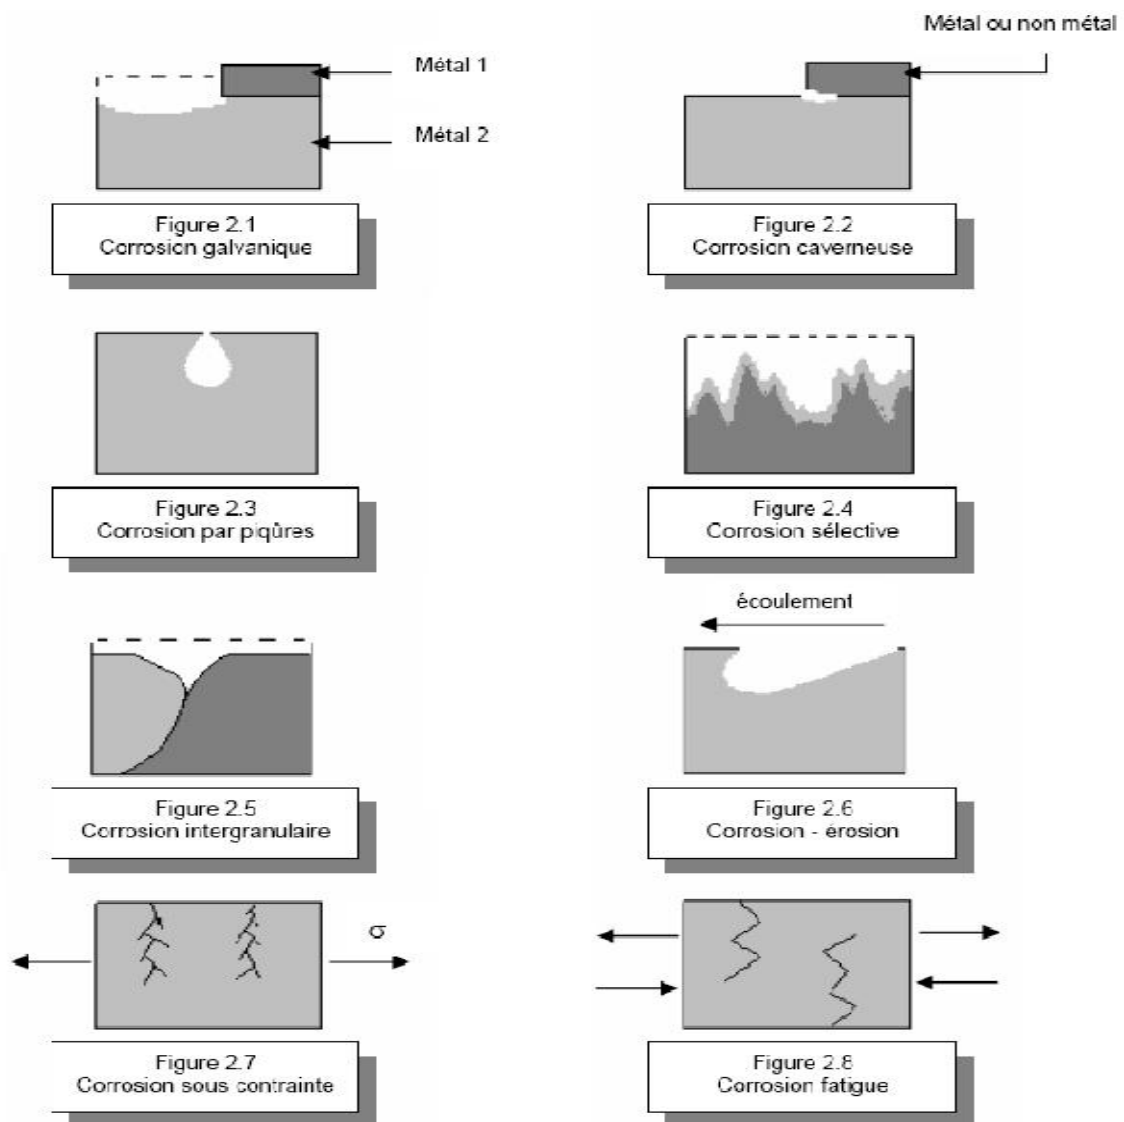 Métal ou non métal
Métal 1
Métal 2
Figure 2.1
Corrosion galvanique
Figure 2.2
Corrosion caverneuse
Figure 2.3
Corrosion par piqûres
Figure 2.4
Corrosion sélective
écoulement
Figure 2.5
Corrosion intergranulaire
Figure 2.6
Corrosion - érosion
σ
Figure 2.7
Corrosion sous contrainte
Figure 2.8
Corrosion fatigue